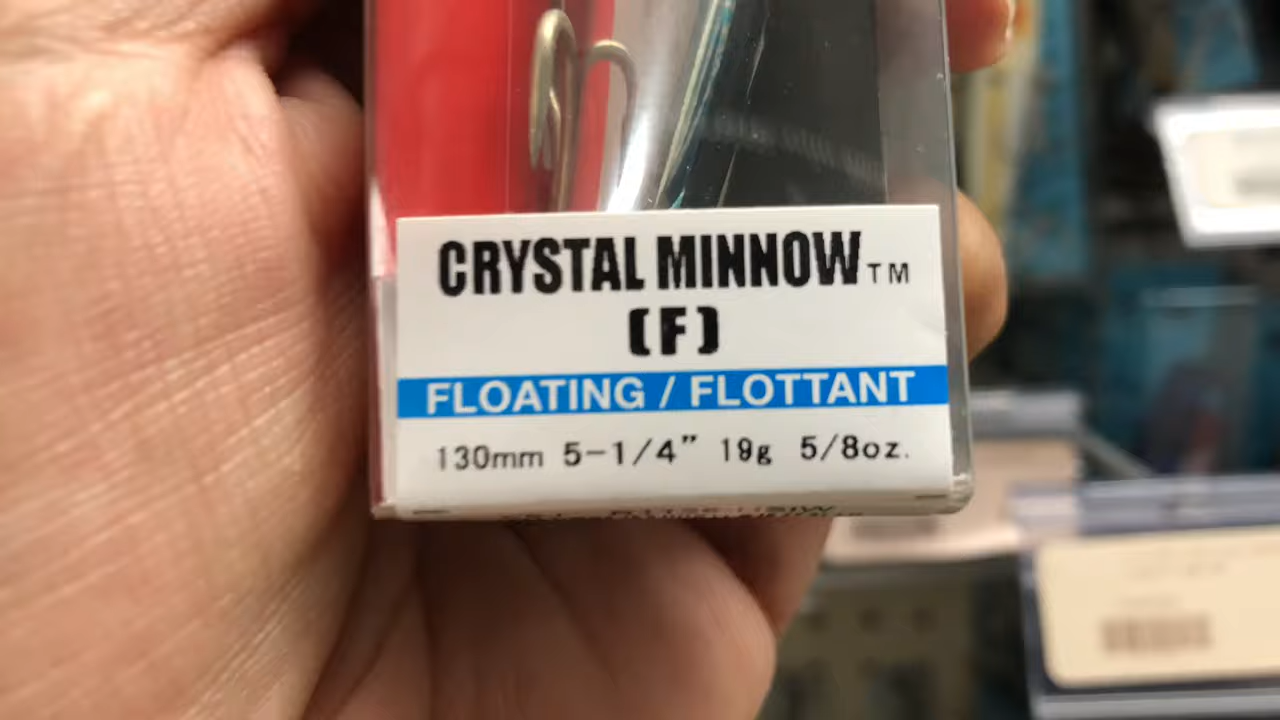 CRYSTAL MINNOW™
(F)
FLOATING / FLOTTANT
130mm 5-1/4" 19g 5/8oz.